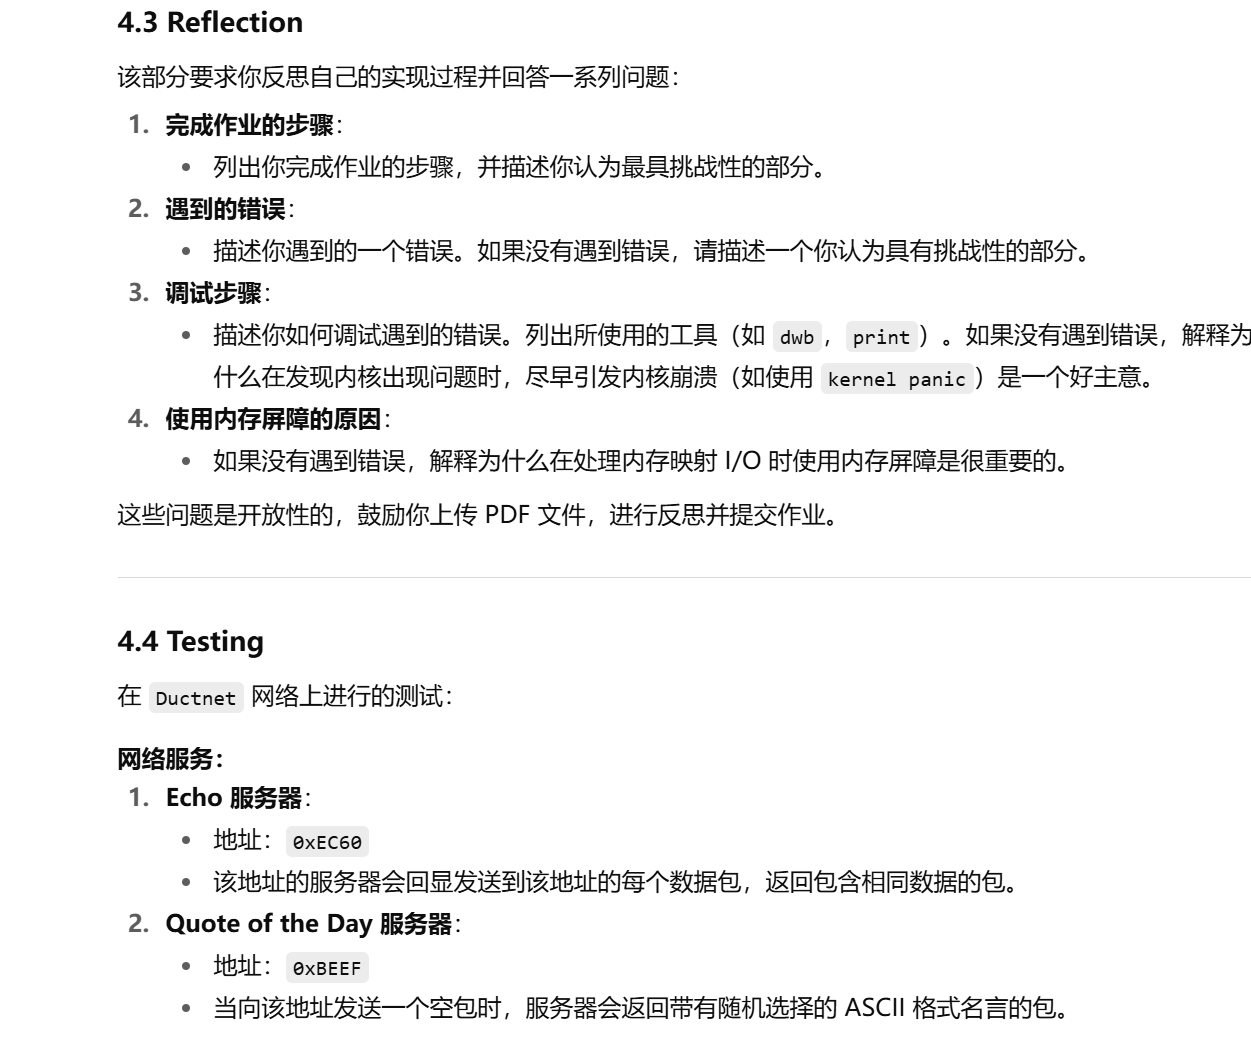 4.3 Reflection
该部分要求你反思自己的实现过程并回答一系列问题：
1. 完成作业的步骤：
• 列出你完成作业的步骤，并描述你认为最具挑战性的部分。
2. 遇到的错误：
• 描述你遇到的一个错误。如果没有遇到错误，请描述一个你认为具有挑战性的部分。
3. 调试步骤：
• 描述你如何调试遇到的错误。列出所使用的工具（如 dwb，print）。如果没有遇到错误，解释为
什么在发现内核出现问题时，尽早引发内核崩溃（如使用 kernel panic）是一个好主意。
4. 使用内存屏障的原因：
• 如果没有遇到错误，解释为什么在处理内存映射 I/O 时使用内存屏障是很重要的。
这些问题是开放性的，鼓励你上传 PDF 文件，进行反思并提交作业。
4.4 Testing
在 Ductnet 网络上进行的测试：
网络服务：
1. Echo 服务器：
• 地址：0xEC60
• 该地址的服务器会回显发送到该地址的每个数据包，返回包含相同数据的包。
2. Quote of the Day 服务器：
• 地址：0xBEEF
• 当向该地址发送一个空包时，服务器会返回带有随机选择的 ASCII 格式名言的包。